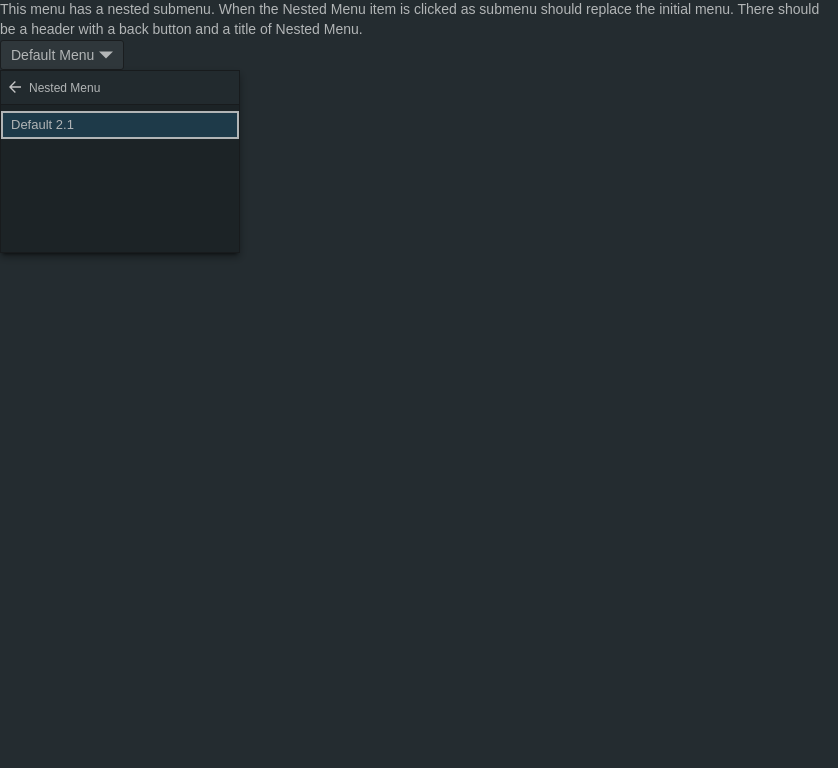 This menu has a nested submenu. When the Nested Menu item is clicked as submenu should replace the initial menu. There should
be a header with a back button and a title of Nested Menu.
Default Menu
Nested Menu
Default 2.1